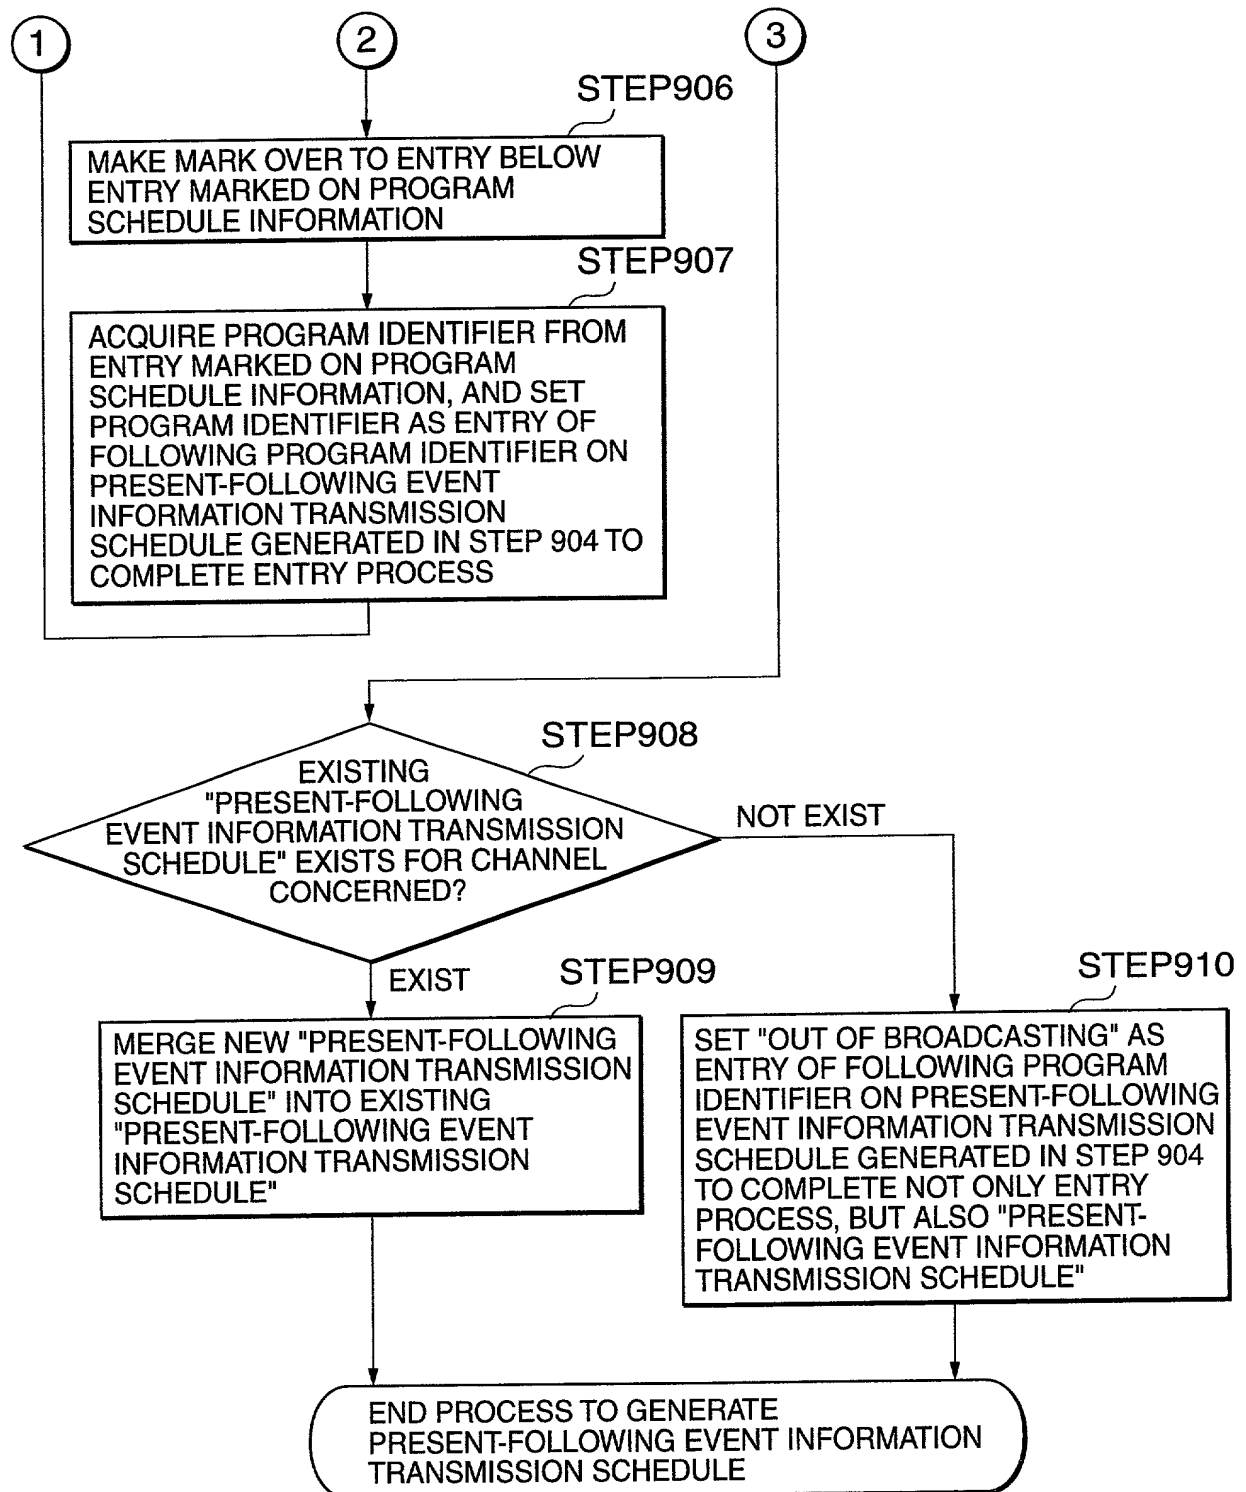 1
2
3
STEP906
MAKE MARK OVER TO ENTRY BELOW
ENTRY MARKED ON PROGRAM
SCHEDULE INFORMATION
STEP907
ACQUIRE PROGRAM IDENTIFIER FROM
ENTRY MARKED ON PROGRAM
SCHEDULE INFORMATION, AND SET
PROGRAM IDENTIFIER AS ENTRY OF
FOLLOWING PROGRAM IDENTIFIER ON
PRESENT-FOLLOWING EVENT
INFORMATION TRANSMISSION
SCHEDULE GENERATED IN STEP 904 TO
COMPLETE ENTRY PROCESS
STEP908
EXISTING
"PRESENT-FOLLOWING
EVENT INFORMATION TRANSMISSION
SCHEDULE" EXISTS FOR CHANNEL
CONCERNED?
NOT EXIST
EXIST
STEP909
MERGE NEW "PRESENT-FOLLOWING
EVENT INFORMATION TRANSMISSION
SCHEDULE" INTO EXISTING
"PRESENT-FOLLOWING EVENT
INFORMATION TRANSMISSION
SCHEDULE"
STEP910
SET "OUT OF BROADCASTING" AS
ENTRY OF FOLLOWING PROGRAM
IDENTIFIER ON PRESENT-FOLLOWING
EVENT INFORMATION TRANSMISSION
SCHEDULE GENERATED IN STEP 904
TO COMPLETE NOT ONLY ENTRY
PROCESS, BUT ALSO "PRESENT-
FOLLOWING EVENT INFORMATION
TRANSMISSION SCHEDULE"
END PROCESS TO GENERATE
PRESENT-FOLLOWING EVENT INFORMATION
TRANSMISSION SCHEDULE